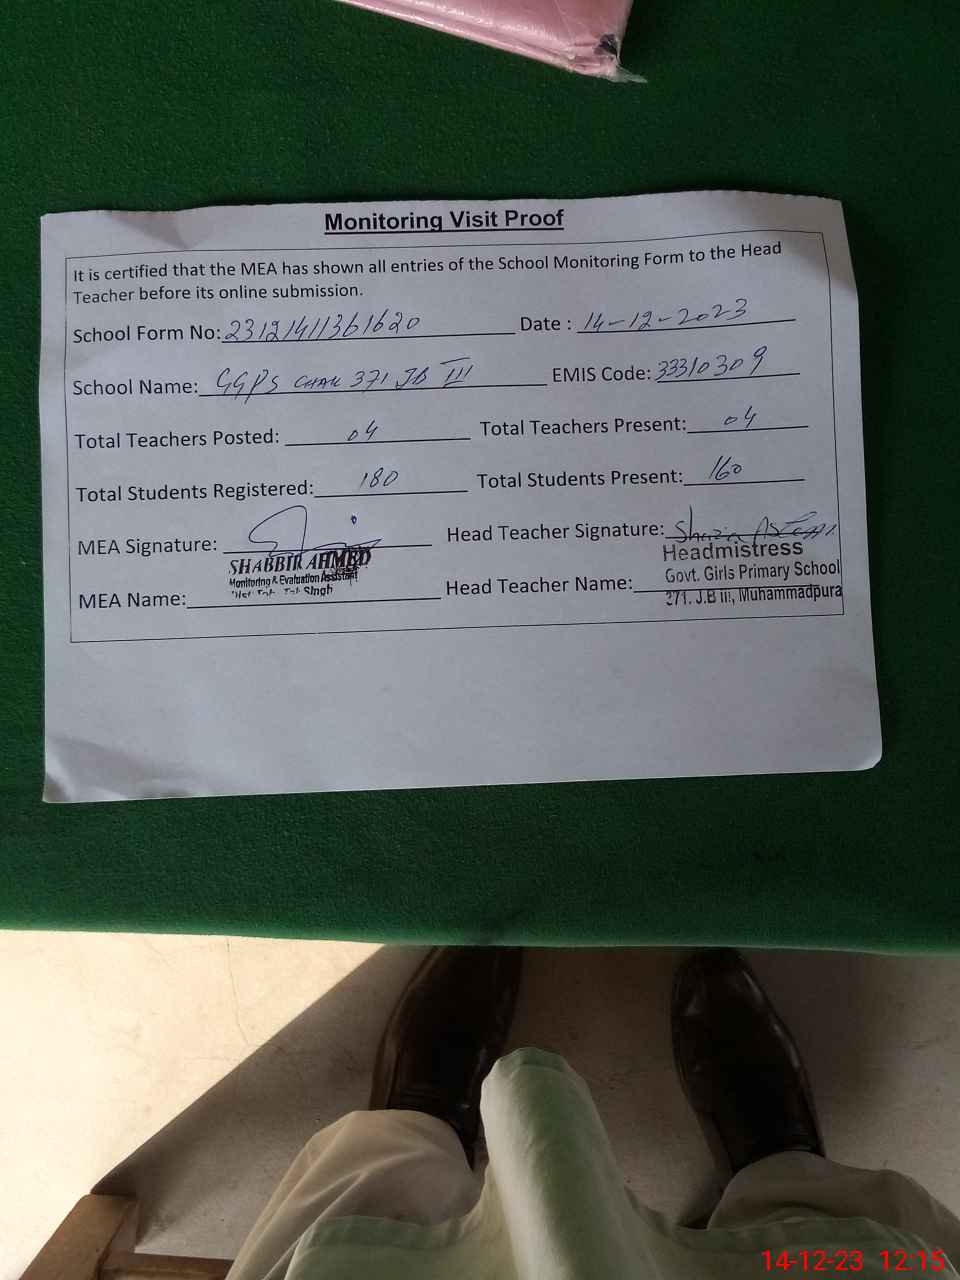 Monitoring Visit Proof
It is certified that the MEA has shown all entries of the School Monitoring Form to the Head
Teacher before its online submission.
School Form No: 23121411361620 Date : 14-12-2023
School Name: GGPS CHAK 371 JB III EMIS Code: 33310309
Total Teachers Posted: 04 Total Teachers Present: 04
Total Students Registered: 180 Total Students Present: 160
MEA Signature: Head Teacher Signature: Shazia
SHABBIR AHMED Headmistress
Monitoring & Evaluation Assistant Govt. Girls Primary School
Singh
MEA Name: Head Teacher Name: 371. J.B iii, Muhammadpura
14-12-23 12:15